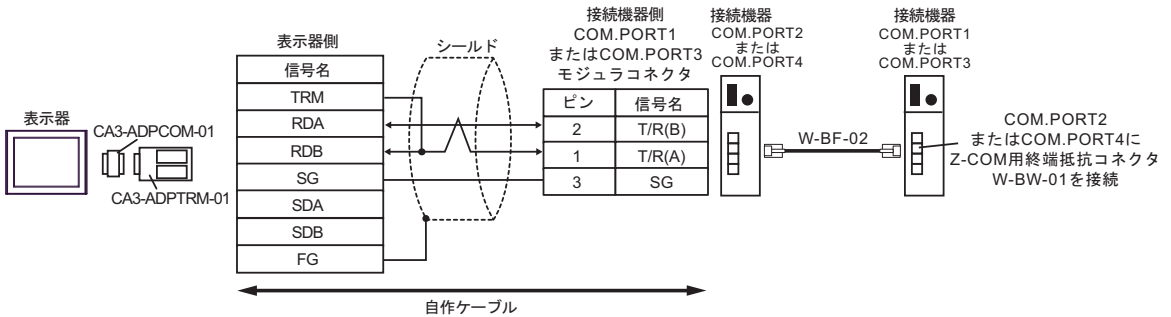 表示器
CA3-ADPCOM-01
CA3-ADPTRM-01
表示器側
信号名
TRM
RDA
RDB
SG
SDA
SDB
FG
シールド
接続機器側
COM.PORT1
またはCOM.PORT3
モジュラコネクタ
ピン 信号名
2 T/R(B)
1 T/R(A)
3 SG
自作ケーブル
接続機器
COM.PORT2
または
COM.PORT4
W-BF-02
接続機器
COM.PORT1
または
COM.PORT3
COM.PORT2
またはCOM.PORT4に
Z-COM用終端抵抗コネクタ
W-BW-01を接続